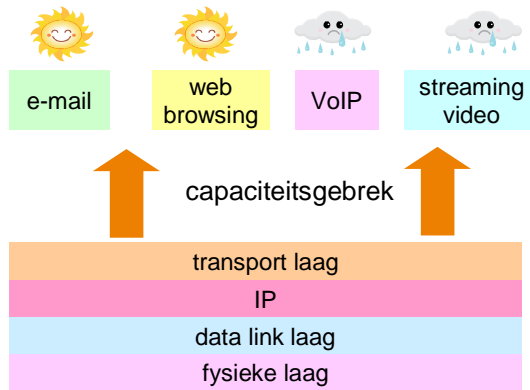 e-mail
web
browsing
VoIP
streaming
video
capaciteitsgebrek
transport laag
IP
data link laag
fysieke laag